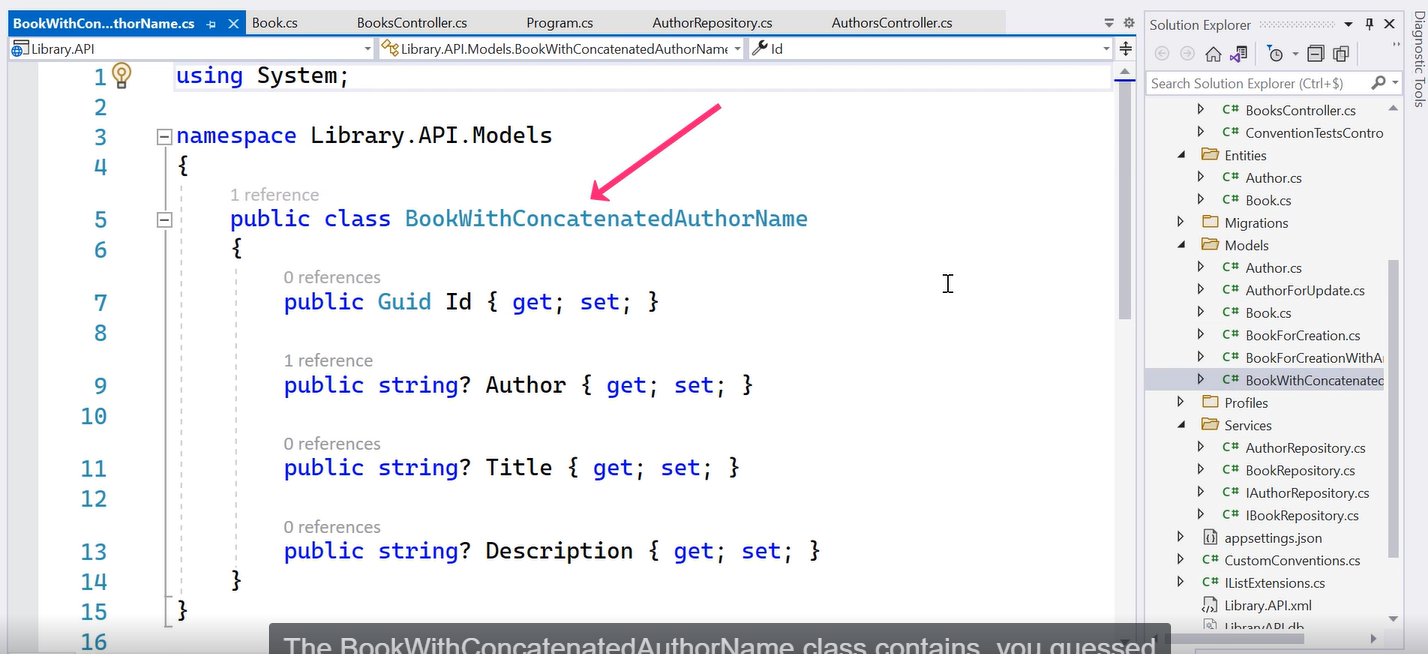 BookWithCon...thorName.cs
Book.cs
BooksController.cs
Program.cs
AuthorRepository.cs
AuthorsController.cs
Library.API
Library.API.Models.BookWithConcatenatedAuthorName
Id
1 using System;
2
3 namespace Library.API.Models
4 {
1 reference
5 public class BookWithConcatenatedAuthorName
6 {
0 references
7 public Guid Id { get; set; }
8
1 reference
9 public string? Author { get; set; }
10
0 references
11 public string? Title { get; set; }
12
0 references
13 public string? Description { get; set; }
14 }
15 }
16
The BookWithConcatenatedAuthorName class contains, you guessed
Solution Explorer
Search Solution Explorer (Ctrl+$)
C# BooksController.cs
C# ConventionTestsContro
Entities
C# Author.cs
C# Book.cs
Migrations
Models
C# Author.cs
C# AuthorForUpdate.cs
C# Book.cs
C# BookForCreation.cs
C# BookForCreationWithA
C# BookWithConcatenated
Profiles
Services
C# AuthorRepository.cs
C# BookRepository.cs
C# IAuthorRepository.cs
C# IBookRepository.cs
appsettings.json
C# CustomConventions.cs
C# IListExtensions.cs
Library.API.xml
LibraryAPI.db
Diagnostic Tools